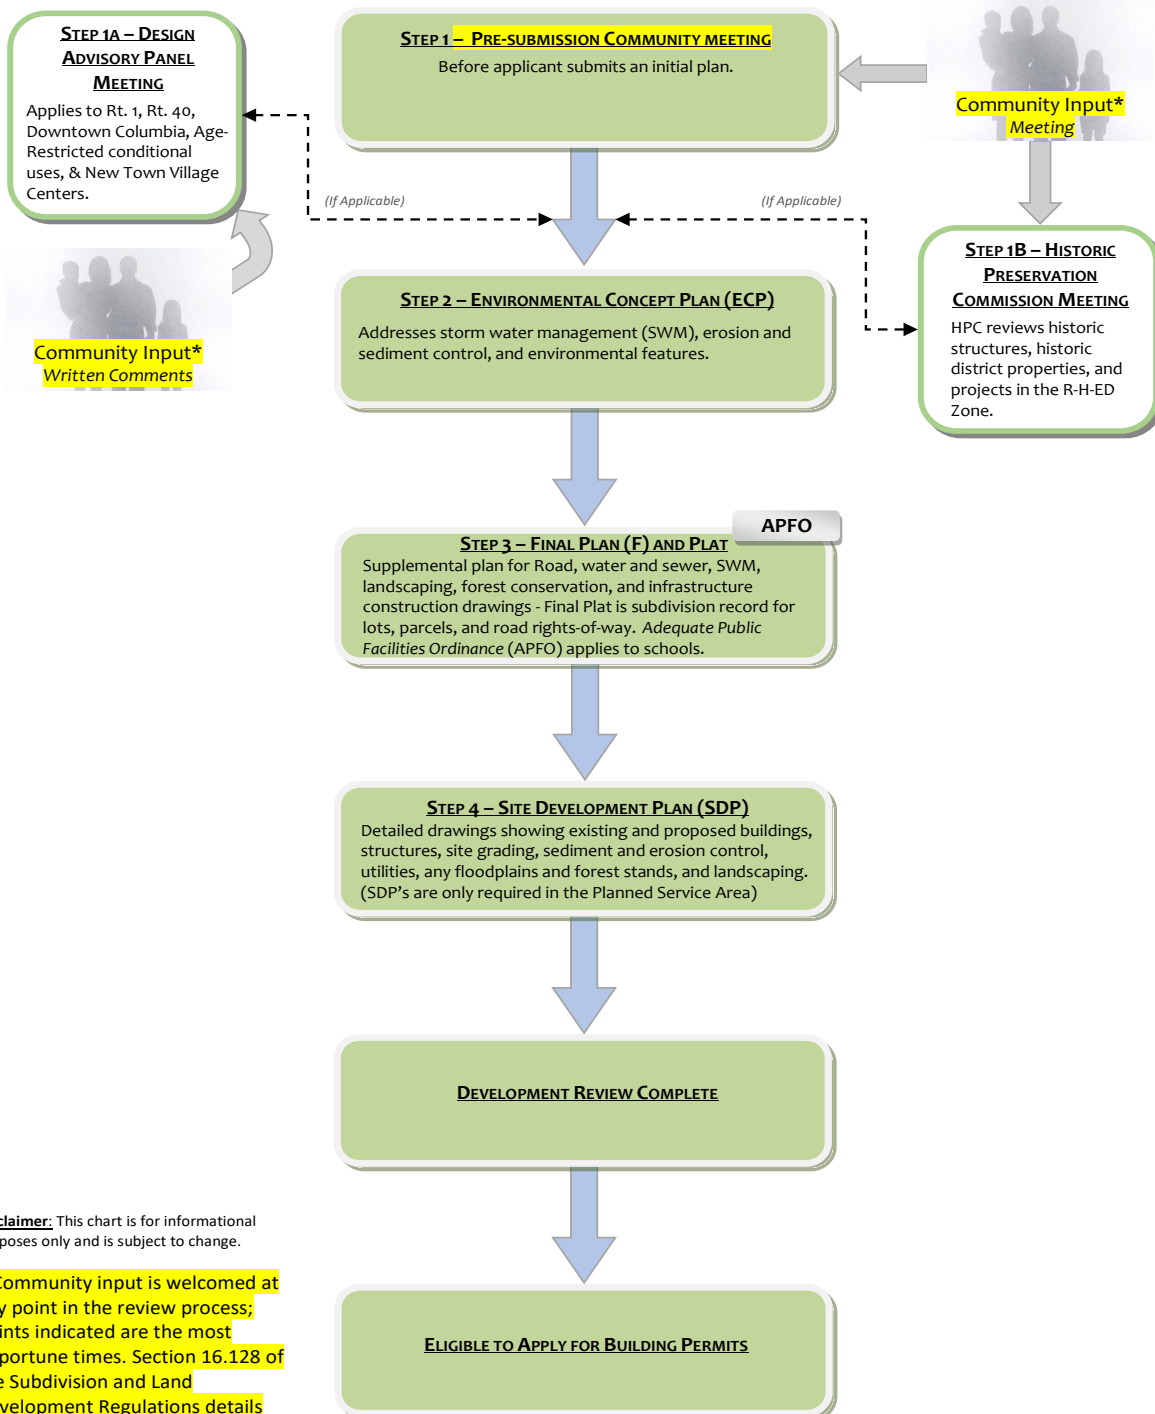 STEP 1A – DESIGN
ADVISORY PANEL
MEETING
Applies to Rt. 1, Rt. 40,
Downtown Columbia, Age-
Restricted conditional
uses, & New Town Village
Centers.
STEP 1 – PRE-SUBMISSION COMMUNITY MEETING
Before applicant submits an initial plan.
Community Input*
Meeting
(If Applicable)
(If Applicable)
Community Input*
Written Comments
STEP 1B – HISTORIC
PRESERVATION
COMMISSION MEETING
HPC reviews historic
structures, historic
district properties, and
projects in the R-H-ED
Zone.
STEP 2 – ENVIRONMENTAL CONCEPT PLAN (ECP)
Addresses storm water management (SWM), erosion and
sediment control, and environmental features.
APFO
STEP 3 – FINAL PLAN (F) AND PLAT
Supplemental plan for Road, water and sewer, SWM,
landscaping, forest conservation, and infrastructure
construction drawings - Final Plat is subdivision record for
lots, parcels, and road rights-of-way. Adequate Public
Facilities Ordinance (APFO) applies to schools.
STEP 4 – SITE DEVELOPMENT PLAN (SDP)
Detailed drawings showing existing and proposed buildings,
structures, site grading, sediment and erosion control,
utilities, any floodplains and forest stands, and landscaping.
(SDP's are only required in the Planned Service Area)
DEVELOPMENT REVIEW COMPLETE
ELIGIBLE TO APPLY FOR BUILDING PERMITS
claimer: This chart is for informational
poses only and is subject to change.
Community input is welcomed at
y point in the review process;
ints indicated are the most
portune times. Section 16.128 of
e Subdivision and Land
velopment Regulations details